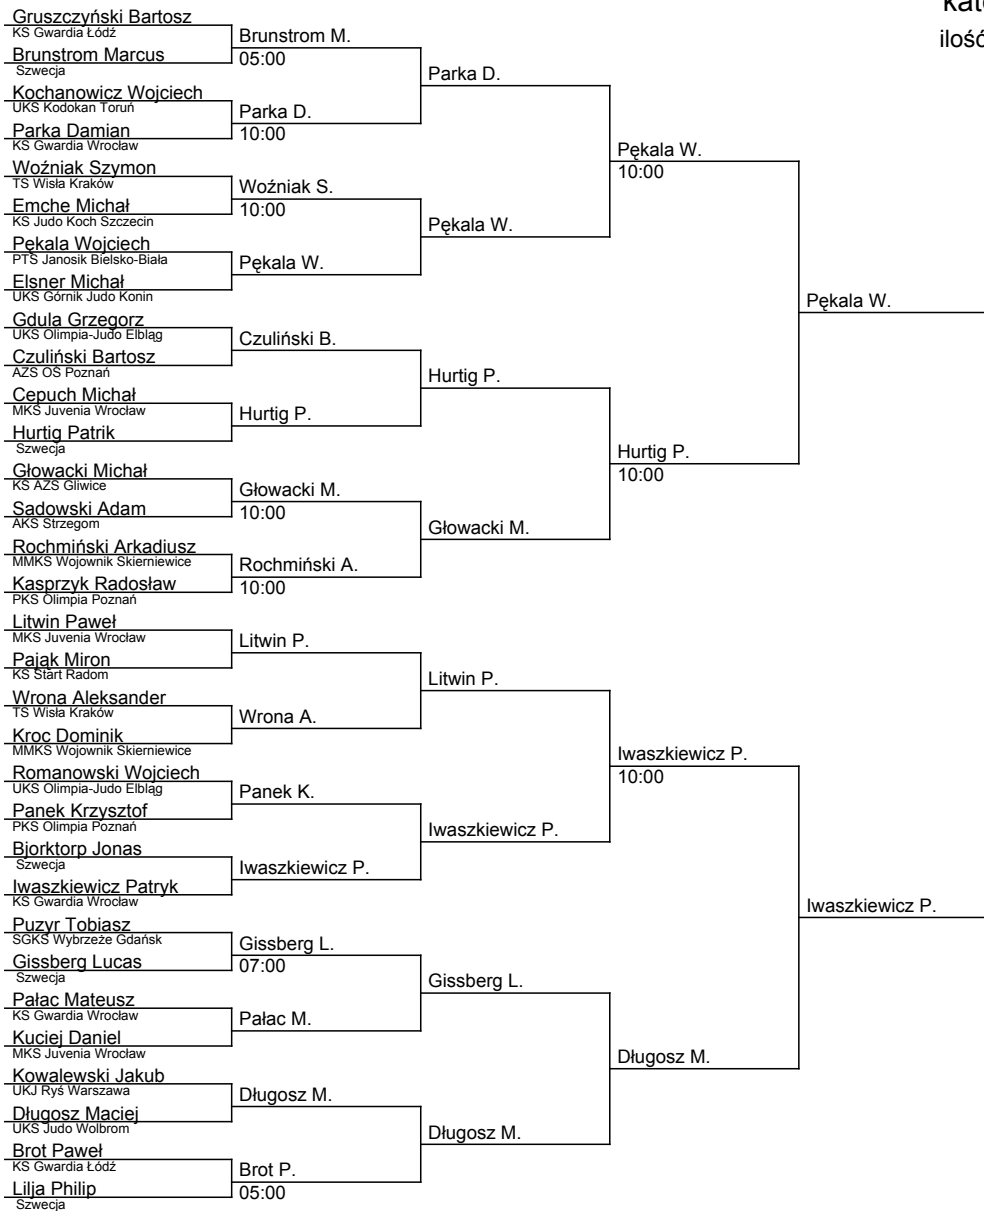 kate
ilość
Gruszczyński Bartosz
KS Gwardia Łódź
Brunstrom Marcus
Szwecja
Kochanowicz Wojciech
UKS Kodokan Toruń
Parka Damian
KS Gwardia Wrocław
Woźniak Szymon
TS Wisła Kraków
Emche Michał
KS Judo Koch Szczecin
Pękala Wojciech
PTS Janosik Bielsko-Biała
Elsner Michał
UKS Górnik Judo Konin
Gdula Grzegorz
UKS Olimpia-Judo Elbląg
Czuliński Bartosz
AZS OŚ Poznań
Cepuch Michał
MKS Juvenia Wrocław
Hurtig Patrik
Szwecja
Głowacki Michał
KS AZS Gliwice
Sadowski Adam
AKS Strzegom
Rochmiński Arkadiusz
MMKS Wojownik Skierniewice
Kasprzyk Radosław
PKS Olimpia Poznań
Litwin Paweł
MKS Juvenia Wrocław
Pająk Miron
KS Start Radom
Wrona Aleksander
TS Wisła Kraków
Kroc Dominik
MMKS Wojownik Skierniewice
Romanowski Wojciech
UKS Olimpia-Judo Elbląg
Panek Krzysztof
PKS Olimpia Poznań
Bjorktorp Jonas
Szwecja
Iwaszkiewicz Patryk
KS Gwardia Wrocław
Puzyr Tobiasz
SGKS Wybrzeże Gdańsk
Gissberg Lucas
Szwecja
Pałac Mateusz
KS Gwardia Wrocław
Kuciej Daniel
MKS Juvenia Wrocław
Kowalewski Jakub
UKJ Ryś Warszawa
Długosz Maciej
UKS Judo Wolbrom
Brot Paweł
KS Gwardia Łódź
Lilja Philip
Szwecja
Brunstrom M.
05:00
Parka D.
10:00
Woźniak S.
10:00
Pękala W.
Czuliński B.
Hurtig P.
Głowacki M.
10:00
Rochmiński A.
10:00
Litwin P.
Wrona A.
Panek K.
Iwaszkiewicz P.
Gissberg L.
07:00
Pałac M.
Długosz M.
Brot P.
05:00
Parka D.
Pękala W.
Hurtig P.
Głowacki M.
Litwin P.
Iwaszkiewicz P.
Gissberg L.
Długosz M.
Pękala W.
10:00
Hurtig P.
10:00
Iwaszkiewicz P.
10:00
Długosz M.
Pękala W.
Iwaszkiewicz P.